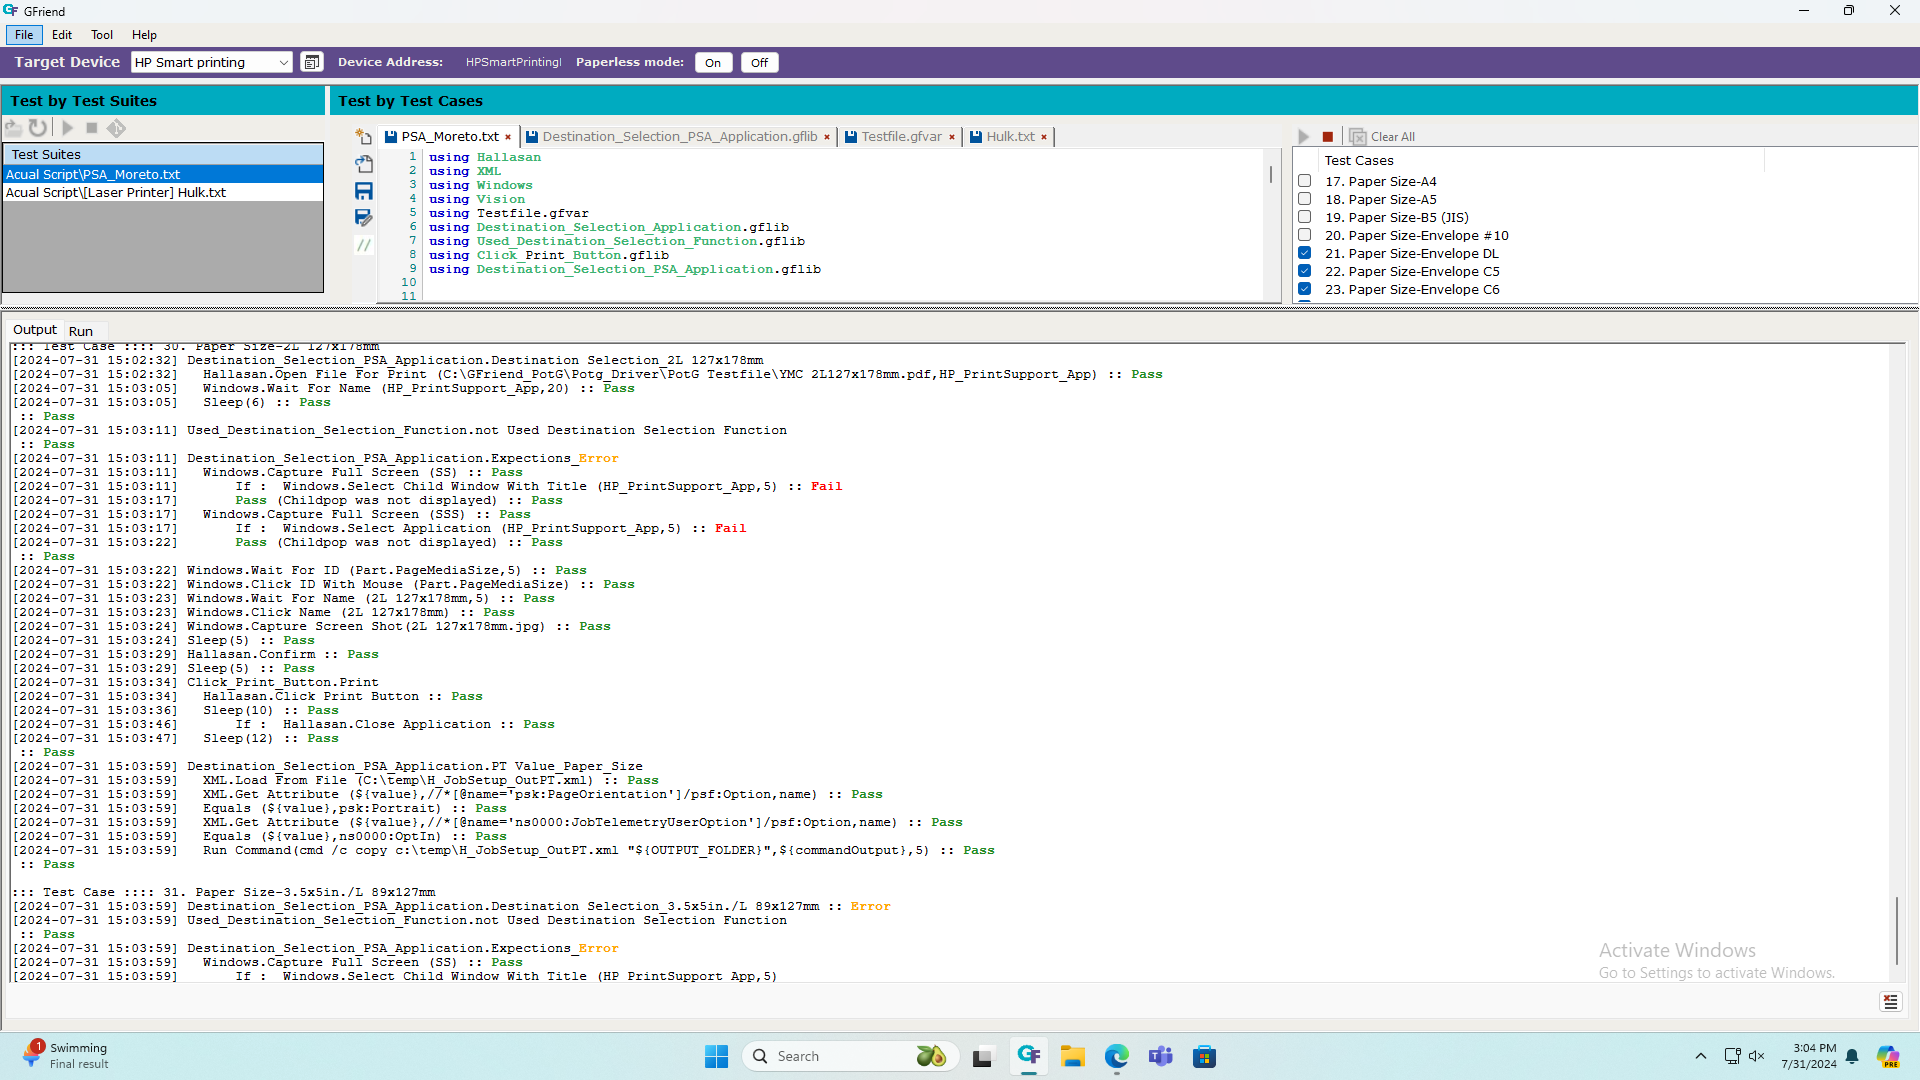 GFriend
File Edit Tool Help
Target Device HP Smart printing Device Address: HPSmartPrintingl Paperless mode: On Off
Test by Test Suites
Test by Test Cases
Test Suites
Acual Script\PSA_Moreto.txt
Acual Script\[Laser Printer] Hulk.txt
PSA_Moreto.txt × Destination_Selection_PSA_Application.gflib × Testfile.gfvar × Hulk.txt ×
1 using Hallasan
2 using XML
3 using Windows
4 using Vision
5 using Testfile.gfvar
6 using Destination_Selection_Application.gflib
7 using Used_Destination_Selection_Function.gflib
8 using Click_Print_Button.gflib
9 using Destination_Selection_PSA_Application.gflib
10
11
Clear All
Test Cases
17. Paper Size-A4
18. Paper Size-A5
19. Paper Size-B5 (JIS)
20. Paper Size-Envelope #10
21. Paper Size-Envelope DL
22. Paper Size-Envelope C5
23. Paper Size-Envelope C6
Output Run
::: Test Case :::: 30. Paper Size-2L 127x178mm
[2024-07-31 15:02:32] Destination_Selection_PSA_Application.Destination Selection_2L 127x178mm
[2024-07-31 15:02:32] Hallasan.Open File For Print (C:\GFriend_PotG\Potg_Driver\PotG Testfile\YMC 2L127x178mm.pdf,HP_PrintSupport_App) :: Pass
[2024-07-31 15:03:05] Windows.Wait For Name (HP_PrintSupport_App,20) :: Pass
[2024-07-31 15:03:05] Sleep(6) :: Pass
:: Pass
[2024-07-31 15:03:11] Used_Destination_Selection_Function.not Used Destination Selection Function
:: Pass
[2024-07-31 15:03:11] Destination_Selection_PSA_Application.Expections_Error
[2024-07-31 15:03:11] Windows.Capture Full Screen (SS) :: Pass
[2024-07-31 15:03:11] If : Windows.Select Child Window With Title (HP_PrintSupport_App,5) :: Fail
[2024-07-31 15:03:17] Pass (Childpop was not displayed) :: Pass
[2024-07-31 15:03:17] Windows.Capture Full Screen (SSS) :: Pass
[2024-07-31 15:03:17] If : Windows.Select Application (HP_PrintSupport_App,5) :: Fail
[2024-07-31 15:03:22] Pass (Childpop was not displayed) :: Pass
:: Pass
[2024-07-31 15:03:22] Windows.Wait For ID (Part.PageMediaSize,5) :: Pass
[2024-07-31 15:03:22] Windows.Click ID With Mouse (Part.PageMediaSize) :: Pass
[2024-07-31 15:03:23] Windows.Wait For Name (2L 127x178mm,5) :: Pass
[2024-07-31 15:03:23] Windows.Click Name (2L 127x178mm) :: Pass
[2024-07-31 15:03:24] Windows.Capture Screen Shot(2L 127x178mm.jpg) :: Pass
[2024-07-31 15:03:24] Sleep(5) :: Pass
[2024-07-31 15:03:29] Hallasan.Confirm :: Pass
[2024-07-31 15:03:29] Sleep(5) :: Pass
[2024-07-31 15:03:34] Click_Print_Button.Print
[2024-07-31 15:03:34] Hallasan.Click Print Button :: Pass
[2024-07-31 15:03:36] Sleep(10) :: Pass
[2024-07-31 15:03:46] If : Hallasan.Close Application :: Pass
[2024-07-31 15:03:47] Sleep(12) :: Pass
:: Pass
[2024-07-31 15:03:59] Destination_Selection_PSA_Application.PT Value_Paper_Size
[2024-07-31 15:03:59] XML.Load From File (C:\temp\H_JobSetup_OutPT.xml) :: Pass
[2024-07-31 15:03:59] XML.Get Attribute (${value},//*[@name='psk:PageOrientation']/psf:Option,name) :: Pass
[2024-07-31 15:03:59] Equals (${value},psk:Portrait) :: Pass
[2024-07-31 15:03:59] XML.Get Attribute (${value},//*[@name='ns0000:JobTelemetryUserOption']/psf:Option,name) :: Pass
[2024-07-31 15:03:59] Equals (${value},ns0000:OptIn) :: Pass
[2024-07-31 15:03:59] Run Command(cmd /c copy c:\temp\H_JobSetup_OutPT.xml "${OUTPUT_FOLDER}",${commandOutput},5) :: Pass
:: Pass
::: Test Case :::: 31. Paper Size-3.5x5in./L 89x127mm
[2024-07-31 15:03:59] Destination_Selection_PSA_Application.Destination Selection_3.5x5in./L 89x127mm :: Error
[2024-07-31 15:03:59] Used_Destination_Selection_Function.not Used Destination Selection Function
:: Pass
[2024-07-31 15:03:59] Destination_Selection_PSA_Application.Expections_Error
[2024-07-31 15:03:59] Windows.Capture Full Screen (SS) :: Pass
[2024-07-31 15:03:59] If : Windows.Select Child Window With Title (HP_PrintSupport_App,5)
Activate Windows
Go to Settings to activate Windows.
1 Swimming
Final result
Search
3:04 PM
7/31/2024
PRE